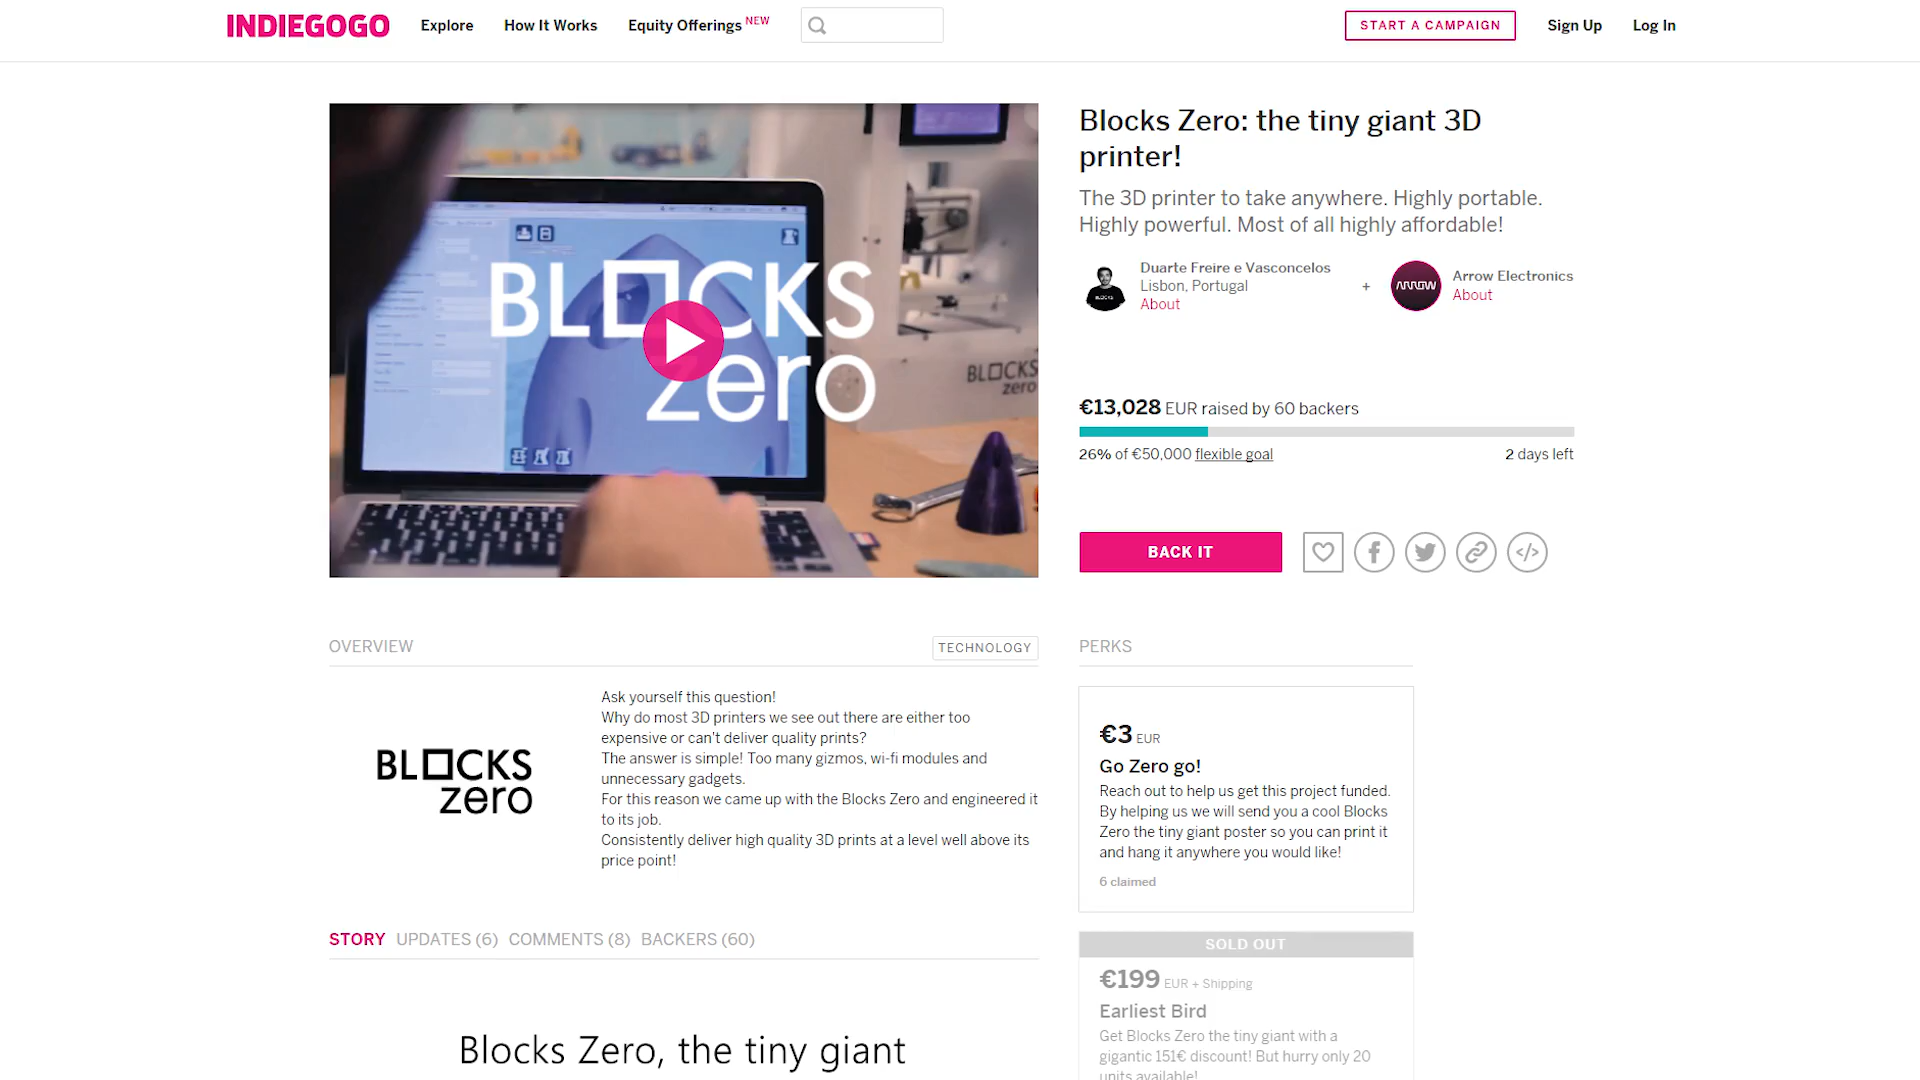 INDIEGOGO Explore How It Works Equity Offerings NEW START A CAMPAIGN Sign Up Log In
BLOCKS
zero
BLOCKS
zero
Blocks Zero: the tiny giant 3D
printer!
The 3D printer to take anywhere. Highly portable.
Highly powerful. Most of all highly affordable!
Duarte Freire e Vasconcelos
Lisbon, Portugal
About
+
ARROW
Arrow Electronics
About
€13,028 EUR raised by 60 backers
26% of €50,000 flexible goal 2 days left
BACK IT
OVERVIEW TECHNOLOGY
BLOCKS
zero
Ask yourself this question!
Why do most 3D printers we see out there are either too
expensive or can't deliver quality prints?
The answer is simple! Too many gizmos, wi-fi modules and
unnecessary gadgets.
For this reason we came up with the Blocks Zero and engineered it
to its job.
Consistently deliver high quality 3D prints at a level well above its
price point!
STORY UPDATES (6) COMMENTS (8) BACKERS (60)
Blocks Zero, the tiny giant
PERKS
€3 EUR
Go Zero go!
Reach out to help us get this project funded.
By helping us we will send you a cool Blocks
Zero the tiny giant poster so you can print it
and hang it anywhere you would like!
6 claimed
SOLD OUT
€199 EUR + Shipping
Earliest Bird
Get Blocks Zero the tiny giant with a
gigantic 151€ discount! But hurry only 20
units available!